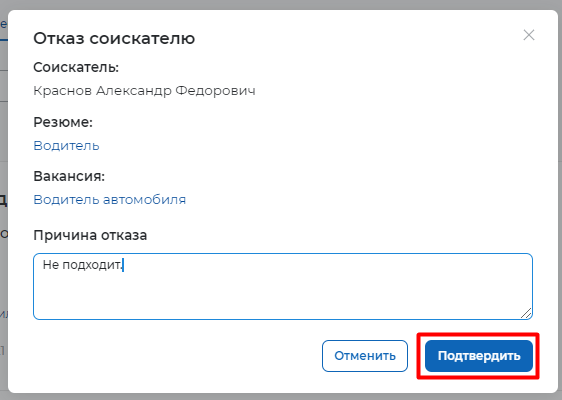 Отказ соискателю
Соискатель:
Краснов Александр Федорович
Резюме:
Водитель
Вакансия:
Водитель автомобиля
Причина отказа
Не подходит.
Отменить
Подтвердить